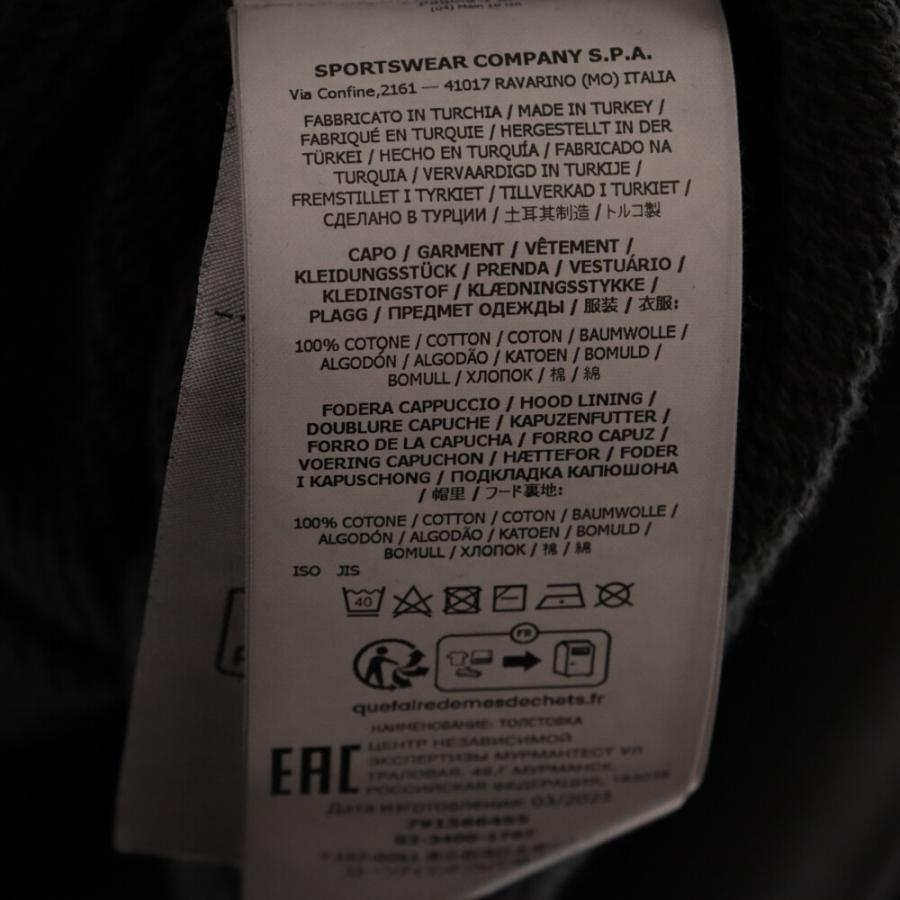 SPORTSWEAR COMPANY S.P.A.
Via Confine,2161 — 41017 RAVARINO (MO) ITALIA
FABBRICATO IN TURCHIA / MADE IN TURKEY /
FABRIQUÉ EN TURQUIE / HERGESTELLT IN DER
TÜRKEI / HECHO EN TURQUÍA / FABRICADO NA
TURQUIA / VERVAARDIGD IN TURKIJE /
FREMSTILLET I TYRKIET / TILLVERKAD I TURKIET /
СДЕЛАНО В ТУРЦИИ / 土耳其制造 / トルコ製
CAPO / GARMENT / VÊTEMENT /
KLEIDUNGSSTÜCK / PRENDA / VESTUÁRIO /
KLEDINGSTOF / KLÆDNINGSSTYKKE /
PLAGG / ПРЕДМЕТ ОДЕЖДЫ / 服装 / 衣服:
100% COTONE / COTTON / COTON / BAUMWOLLE /
ALGODÓN / ALGODÃO / KATOEN / BOMULD /
BOMULL / ХЛОПОК / 棉 / 綿
FODERA CAPPUCCIO / HOOD LINING /
DOUBLURE CAPUCHE / KAPUZENFUTTER /
FORRO DE LA CAPUCHA / FORRO CAPUZ /
VOERING CAPUCHON / HÆTTEFOR / FODER
I KAPUSCHONG / ПОДКЛАДКА КАПЮШОНА
/ 帽里 / フード裏地:
100% COTONE / COTTON / COTON / BAUMWOLLE /
ALGODÓN / ALGODÃO / KATOEN / BOMULD /
BOMULL / ХЛОПОК / 棉 / 綿
ISO JIS
40
FR
quefairedemesdechets.fr
НАИМЕНОВАНИЕ: ТОЛСТОВКА
EAC
ЦЕНТР НЕЗАВИСИМОЙ
ЭКСПЕРТИЗЫ МУРМАНТЕСТ УЛ
ТРАЛОВАЯ, Г.МУРМАНСК,
РОССИЙСКАЯ ФЕДЕРАЦИЯ,
Дата изготовления: 03/2023